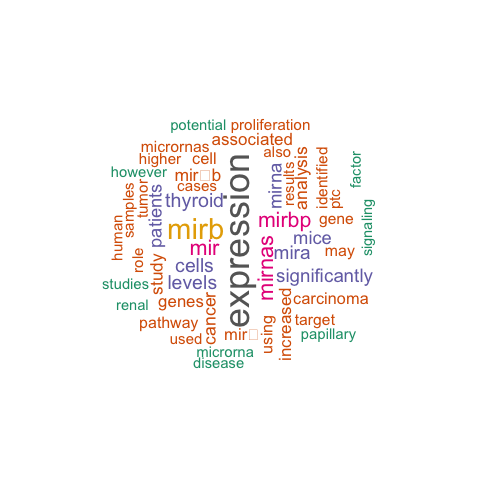 potential
proliferation
associated
micrornas
also
higher
cell
however
mir□b
cases
mirna
results
analysis
identified
ptc
factor
tumor
samples
patients
thyroid
expression
mirbp
gene
signaling
human
mirb
mir
mirnas
mice
mira
may
role
study
cells
significantly
studies
levels
renal
genes
cancer
increased
carcinoma
pathway
mir□
using
target
used
papillary
microrna
disease